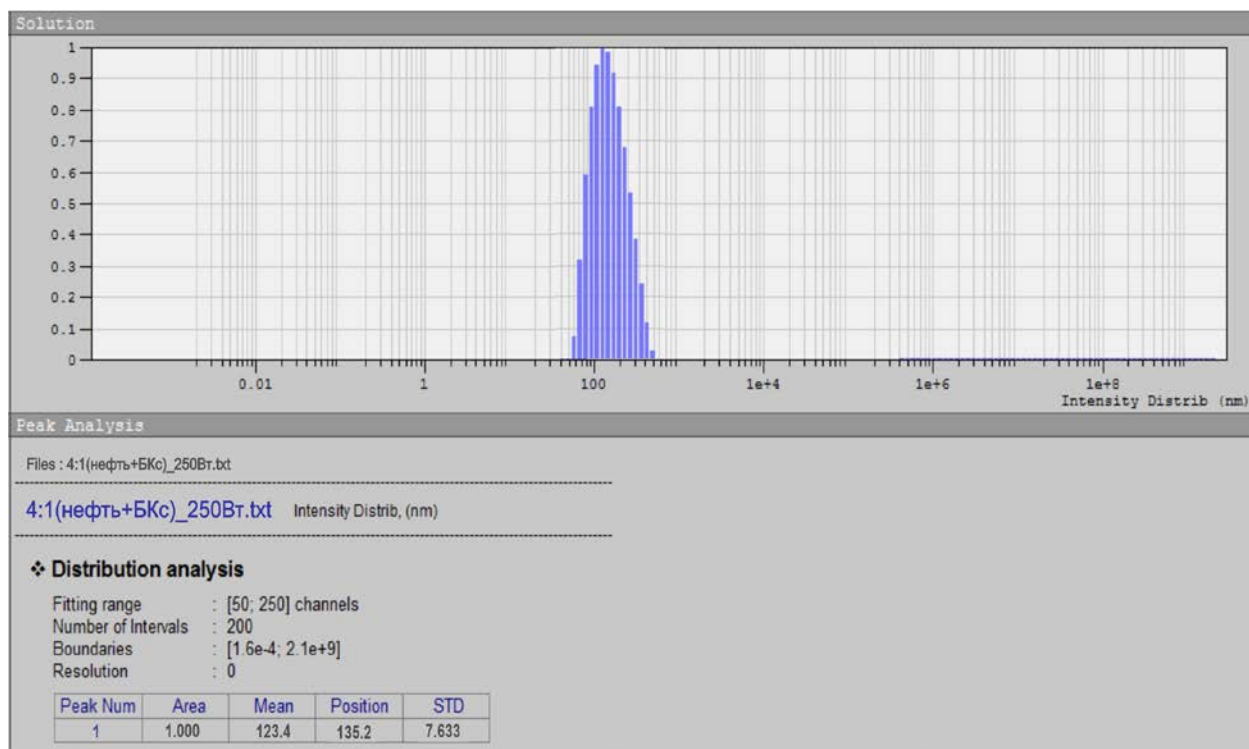 Solution
1
0.9
0.8
0.7
0.6
0.5
0.4
0.3
0.2
0.1
0
0.01 1 100 1e+4 1e+6 1e+8
Intensity Distrib (nm)
Peak Analysis
Files : 4:1(нефть+БКс)_250Вт.txt
4:1(нефть+БКс)_250Вт.txt Intensity Distrib, (nm)
❖ Distribution analysis
Fitting range : [50; 250] channels
Number of Intervals : 200
Boundaries : [1.6e-4; 2.1e+9]
Resolution : 0
Peak Num Area Mean Position STD
1 1.000 123.4 135.2 7.633